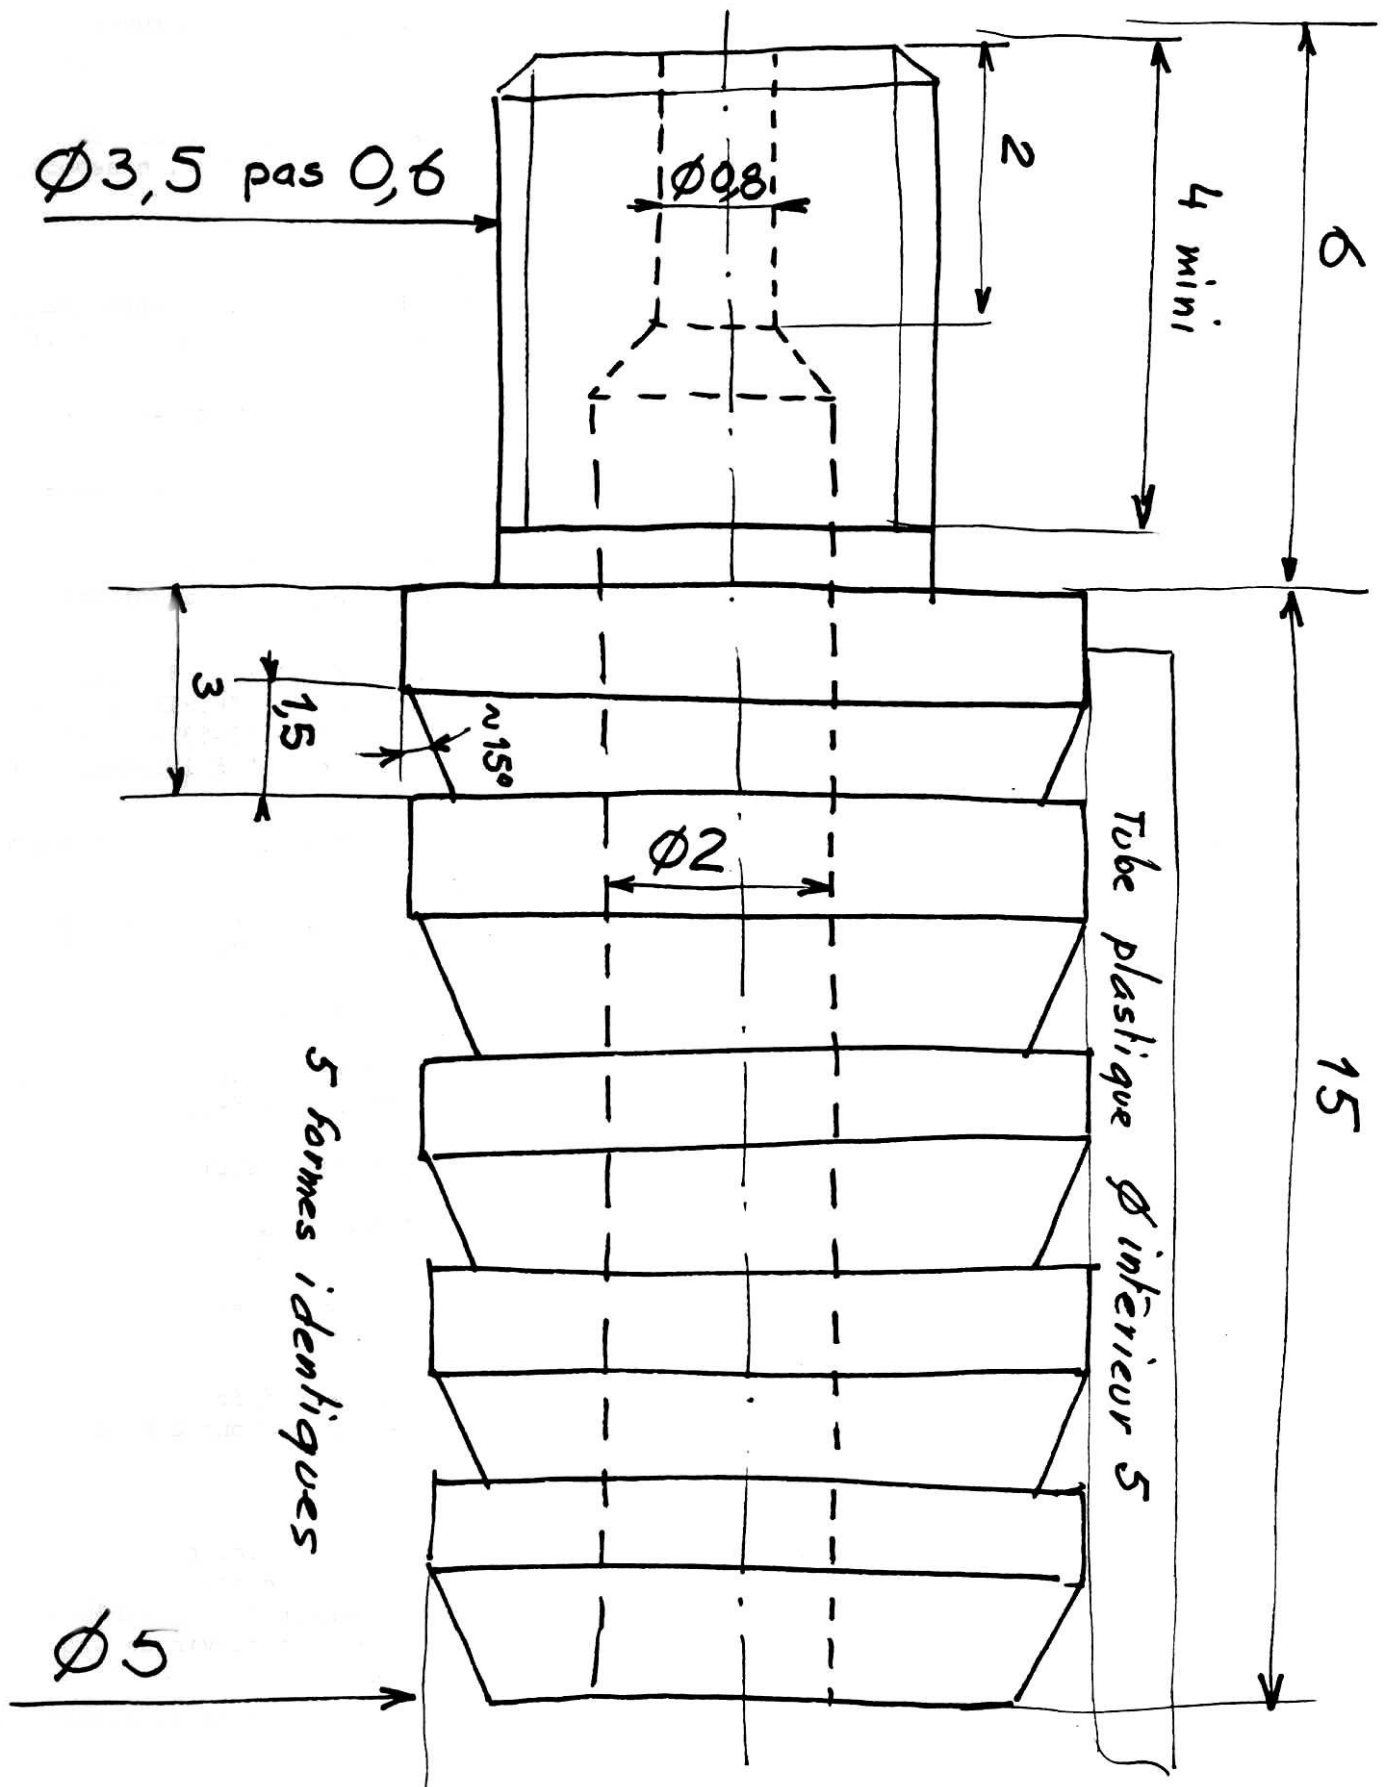 Ø3,5 pas 0,6
Ø0,8
2
4 mini
6
3
1,5
~15°
Ø2
Tube plastique Ø intérieur 5
15
5 formes identiques
Ø5